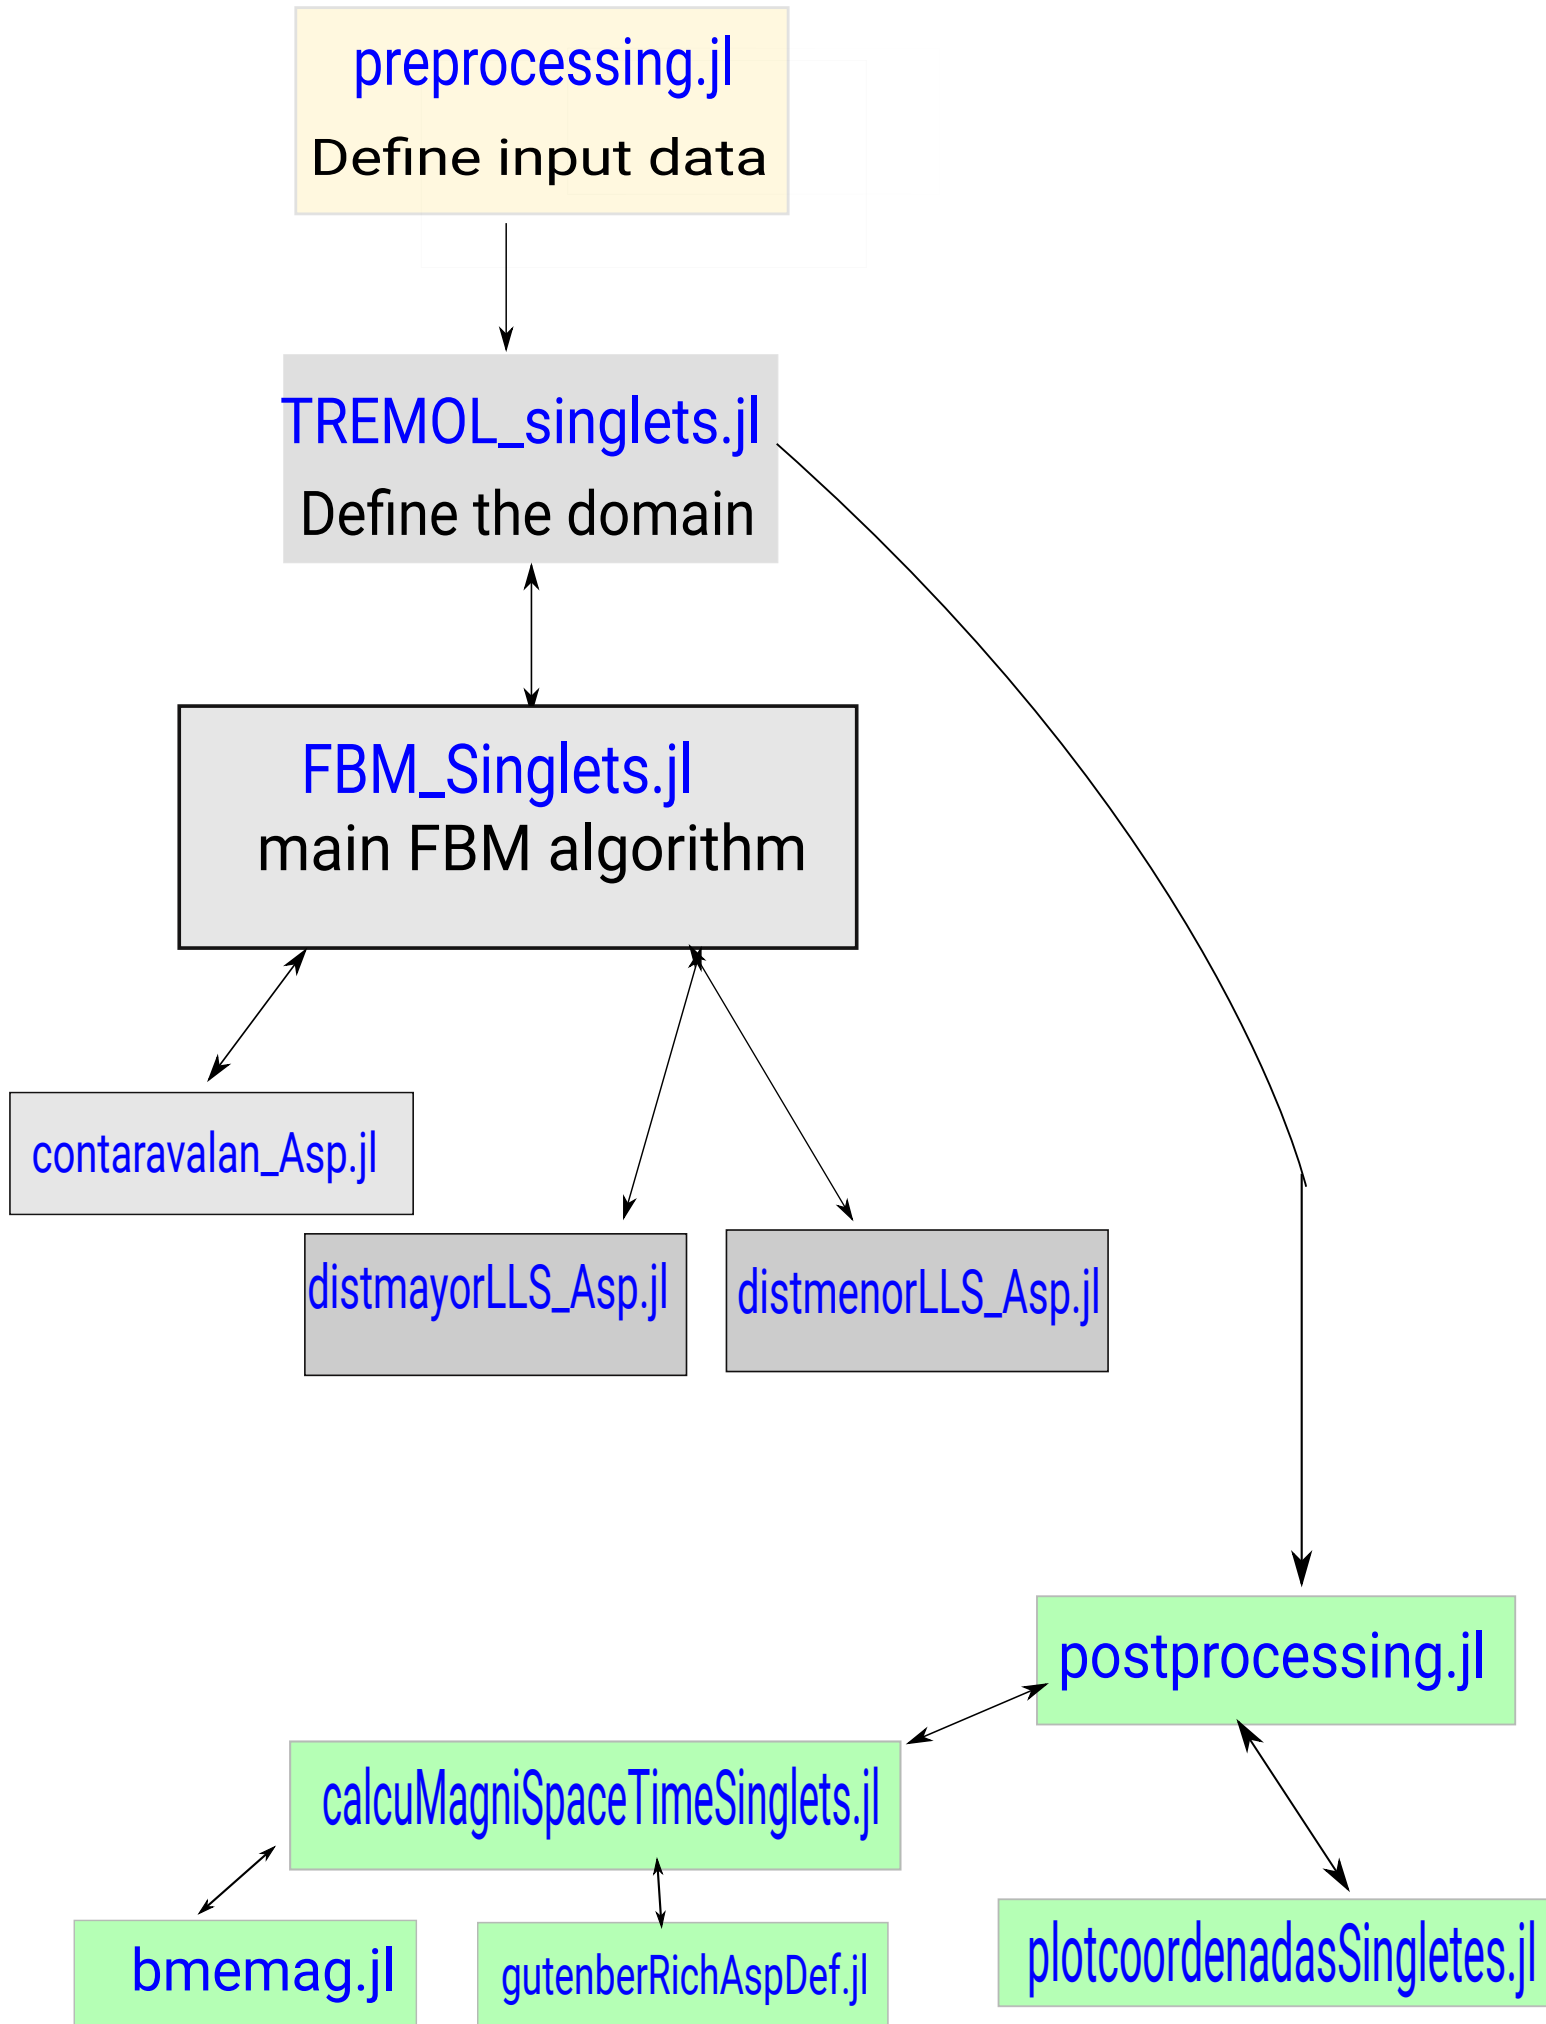 preprocessing.jl
Define input data
TREMOL_singlets.jl
Define the domain
FBM_Singlets.jl
main FBM algorithm
contaravalan_Asp.jl
distmayorLLS_Asp.jl
distmenorLLS_Asp.jl
postprocessing.jl
calcuMagniSpaceTimeSinglets.jl
plotcoordenadasSingletes.jl
bmemag.jl
gutenberRichAspDef.jl